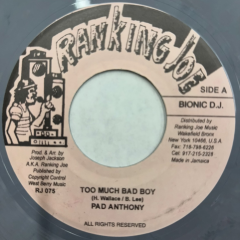 RANKING JOE
SIDE A
BIONIC D.J.
Prod. & Arr. by
Joseph Jackson
A.K.A. Ranking Joe
Published by
Copyright Control
West Berry Music
RJ 075
Distributed by
Ranking Joe Music
Wakefield Bronx
New York 10466, U.S.A.
Fax: 718-798-6226
Cell: 917-215-2328
Made in Jamaica
TOO MUCH BAD BOY
(H. Wallace / B. Lee)
PAD ANTHONY
ALL RIGHTS RESERVED